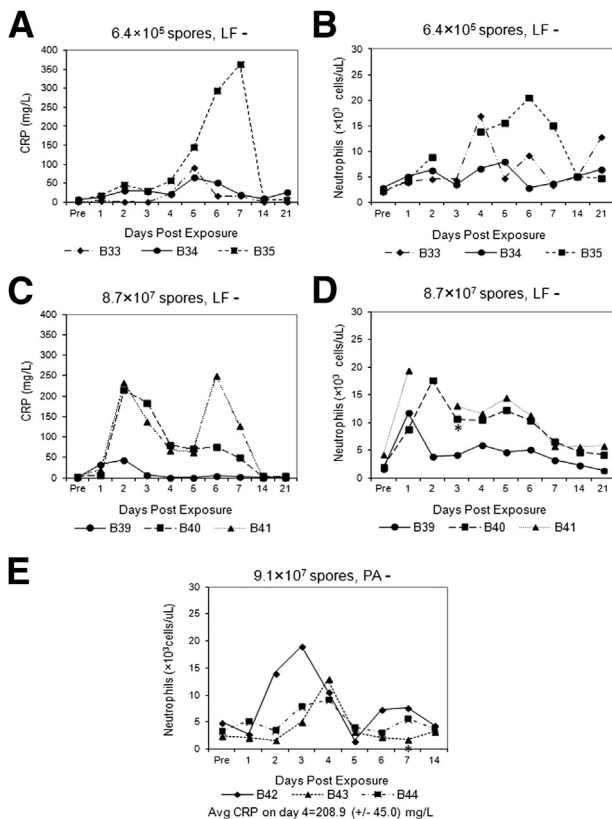 A
6.4×10⁵ spores, LF -
CRP (mg/L)
400
350
300
250
200
150
100
50
0
Pre 1 2 3 4 5 6 7 14 21
Days Post Exposure
B33 B34 B35
B
6.4×10⁵ spores, LF -
Neutrophils (×10³ cells/uL)
30
25
20
15
10
5
0
Pre 1 2 3 4 5 6 7 14 21
Days Post Exposure
B33 B34 B35
C
8.7×10⁷ spores, LF -
CRP (mg/L)
400
350
300
250
200
150
100
50
0
Pre 1 2 3 4 5 6 7 14 21
Days Post Exposure
B39 B40 B41
D
8.7×10⁷ spores, LF -
Neutrophils (×10³ cells/uL)
30
25
20
15
10
5
0
*
Pre 1 2 3 4 5 6 7 14 21
Days Post Exposure
B39 B40 B41
E
9.1×10⁷ spores, PA -
Neutrophils (×10³cells/uL)
30
25
20
15
10
5
0
*
Pre 1 2 3 4 5 6 7 14
Days Post Exposure
B42 B43 B44
Avg CRP on day 4=208.9 (+/- 45.0) mg/L